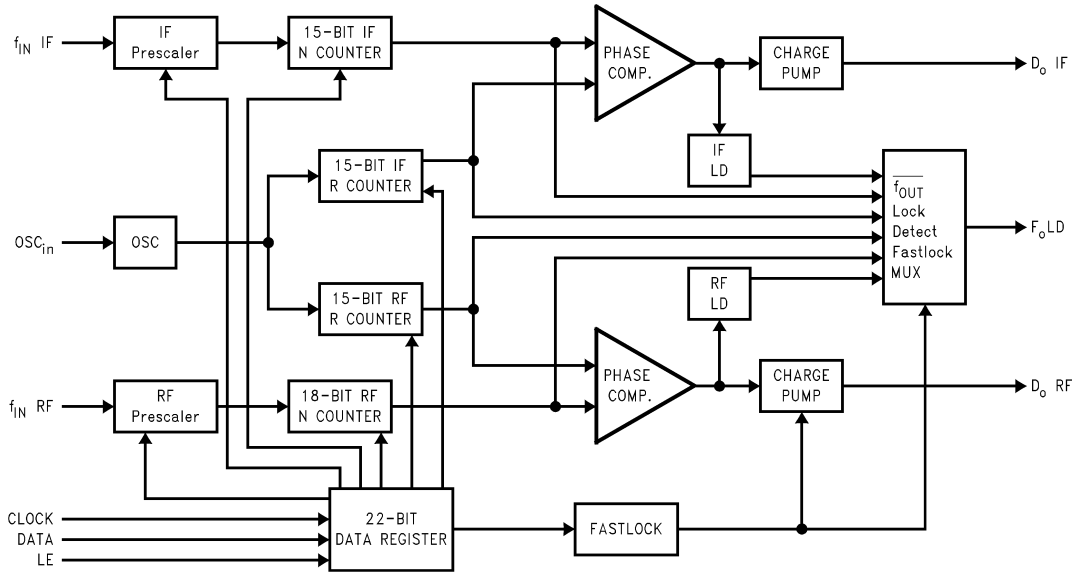 f_IN IF
IF
Prescaler
15-BIT IF
N COUNTER
PHASE
COMP.
CHARGE
PUMP
D_o IF
IF
LD
15-BIT IF
R COUNTER
OSC_in
OSC
f_OUT
Lock
Detect
Fastlock
MUX
F_oLD
15-BIT RF
R COUNTER
RF
LD
f_IN RF
RF
Prescaler
18-BIT RF
N COUNTER
PHASE
COMP.
CHARGE
PUMP
D_o RF
CLOCK
DATA
LE
22-BIT
DATA REGISTER
FASTLOCK